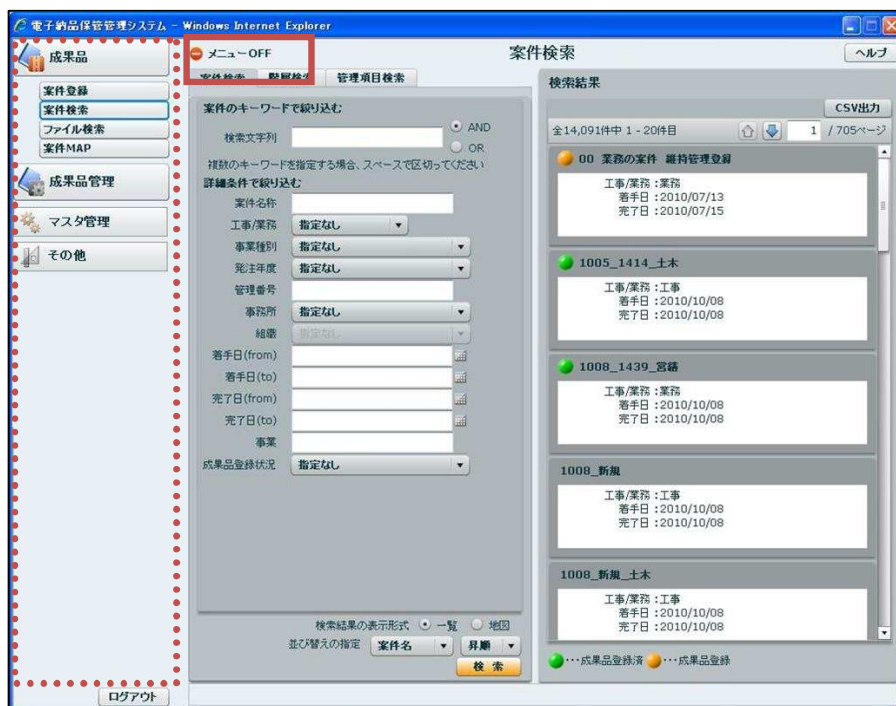 電子納品保管管理システム - Windows Internet Explorer
成果品
案件登録
案件検索
ファイル検索
案件MAP
成果品管理
マスタ管理
その他
ログアウト
メニューOFF
案件検索
ヘルプ
案件検索 階層検索 管理項目検索
案件のキーワードで絞り込む
検索文字列
AND
OR
複数のキーワードを指定する場合、スペースで区切ってください
詳細条件で絞り込む
案件名称
工事/業務 指定なし
事業種別 指定なし
発注年度 指定なし
管理番号
事務所 指定なし
組織 指定なし
着手日(from)
着手日(to)
完了日(from)
完了日(to)
事業
成果品登録状況 指定なし
検索結果の表示形式 一覧 地図
並び替えの指定 案件名 昇順
検索
検索結果
CSV出力
全14,091件中 1 - 20件目 1 / 705ページ
00 業務の案件 維持管理登録
工事/業務 :業務
着手日 :2010/07/13
完了日 :2010/07/15
1005_1414_土木
工事/業務 :工事
着手日 :2010/10/08
完了日 :2010/10/08
1008_1439_営繕
工事/業務 :業務
着手日 :2010/10/08
完了日 :2010/10/08
1008_新規
工事/業務 :工事
着手日 :2010/10/08
完了日 :2010/10/08
1008_新規_土木
工事/業務 :工事
着手日 :2010/10/08
完了日 :2010/10/08
･･･成果品登録済 ･･･成果品登録